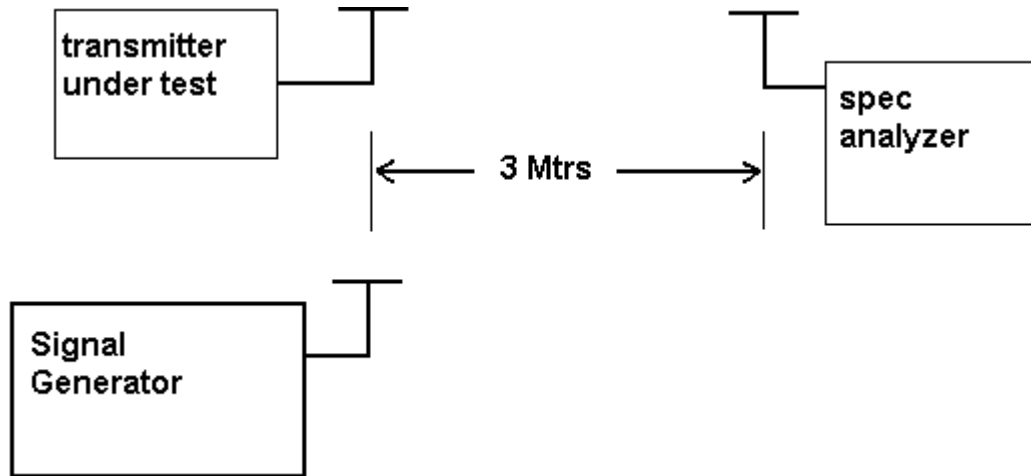 transmitter
under test
spec
analyzer
3 Mtrs
Signal
Generator